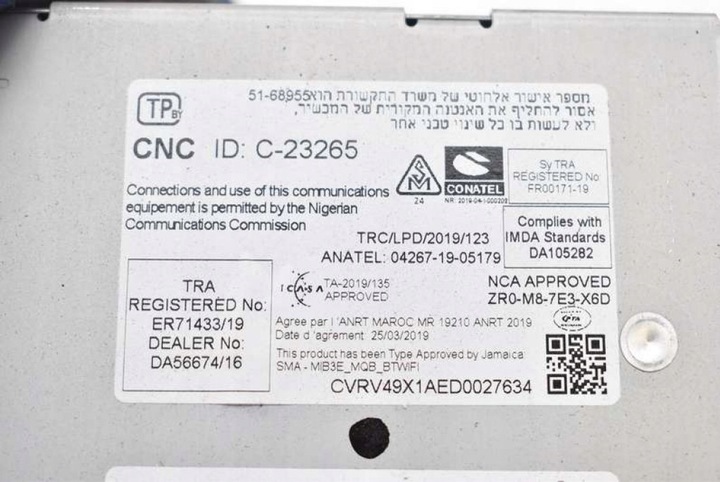 מספר אישור אלחוטי של משרד התקשורת הוא 51-68955
אסור להחליף את האנטנה המקורית של המכשיר,
ולא לעשות בו כל שינוי טכני אחר
TP BY
CNC ID: C-23265
24
CONATEL
Sy TRA
REGISTERED No:
FR00171-19
Connections and use of this communications
equipement is permitted by the Nigerian
Communications Commission
Complies with
IMDA Standards
DA105282
TRC/LPD/2019/123
ANATEL: 04267-19-05179
TRA
REGISTERED No:
ER71433/19
DEALER No:
DA56674/16
ICASA
TA-2019/135
APPROVED
NCA APPROVED
ZR0-M8-7E3-X6D
Agree par l 'ANRT MAROC MR 19210 ANRT 2019
Date d 'agrement: 25/03/2019
This product has been Type Approved by Jamaica
SMA - MIB3E_MQB_BTWIFI
CVRV49X1AED0027634